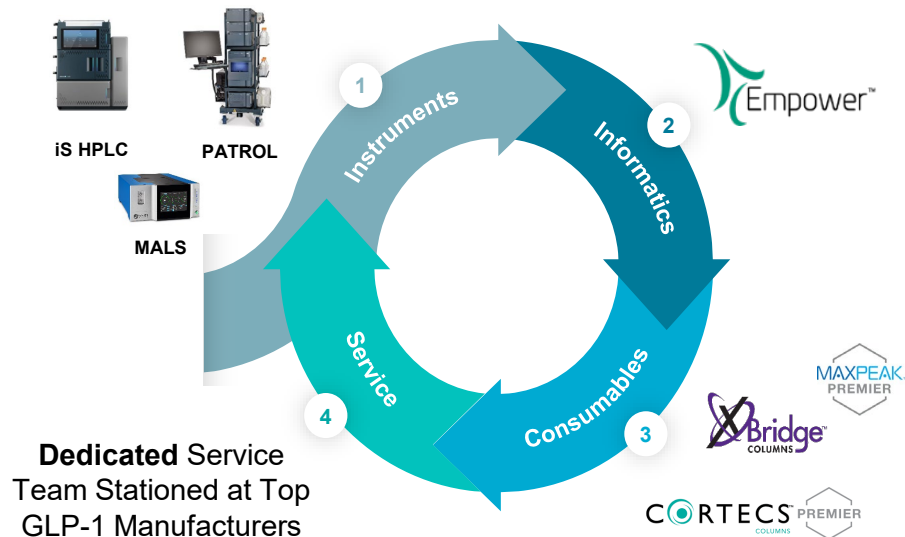 iS HPLC
PATROL
MALS
1
Instruments
2
Informatics
Empower™
3
Consumables
MAXPEAK
PREMIER
XBridge™
COLUMNS
CORTECS™
COLUMNS
PREMIER
4
Service
Dedicated Service
Team Stationed at Top
GLP-1 Manufacturers